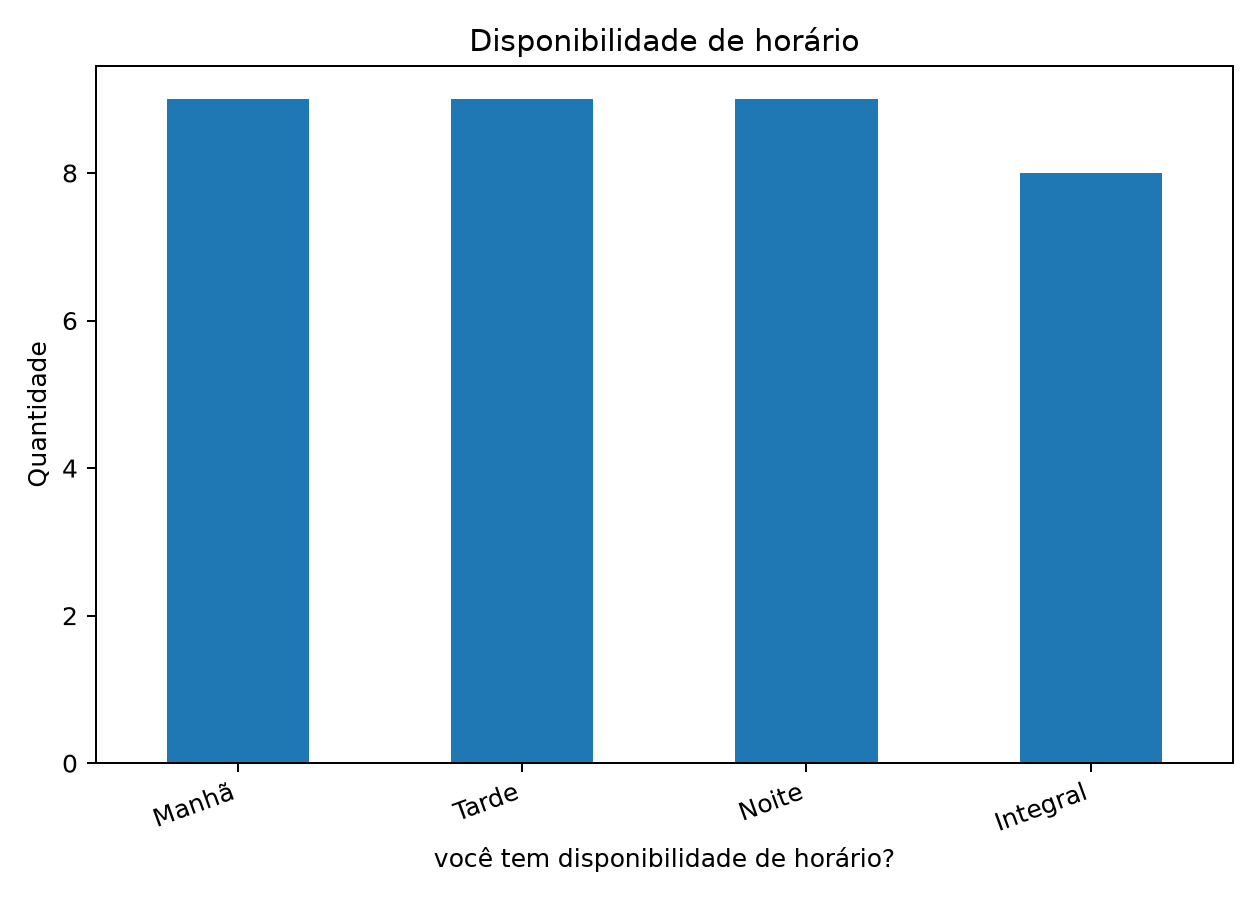 Disponibilidade de horário
Quantidade
8
6
4
2
0
Manhã
Tarde
Noite
Integral
você tem disponibilidade de horário?